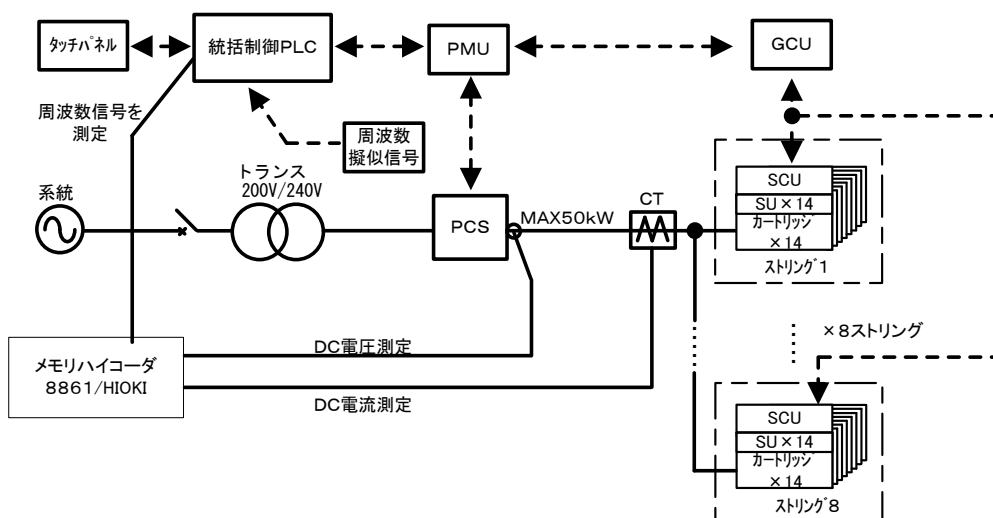 タッチパネル
統括制御PLC
PMU
GCU
周波数信号を
測定
周波数
擬似信号
系統
トランス
200V/240V
PCS
MAX50kW
CT
SCU
SU×14
カートリッジ
×14
ストリング1
DC電圧測定
×8ストリング
メモリハイコーダ
8861/HIOKI
DC電流測定
SCU
SU×14
カートリッジ
×14
ストリング8